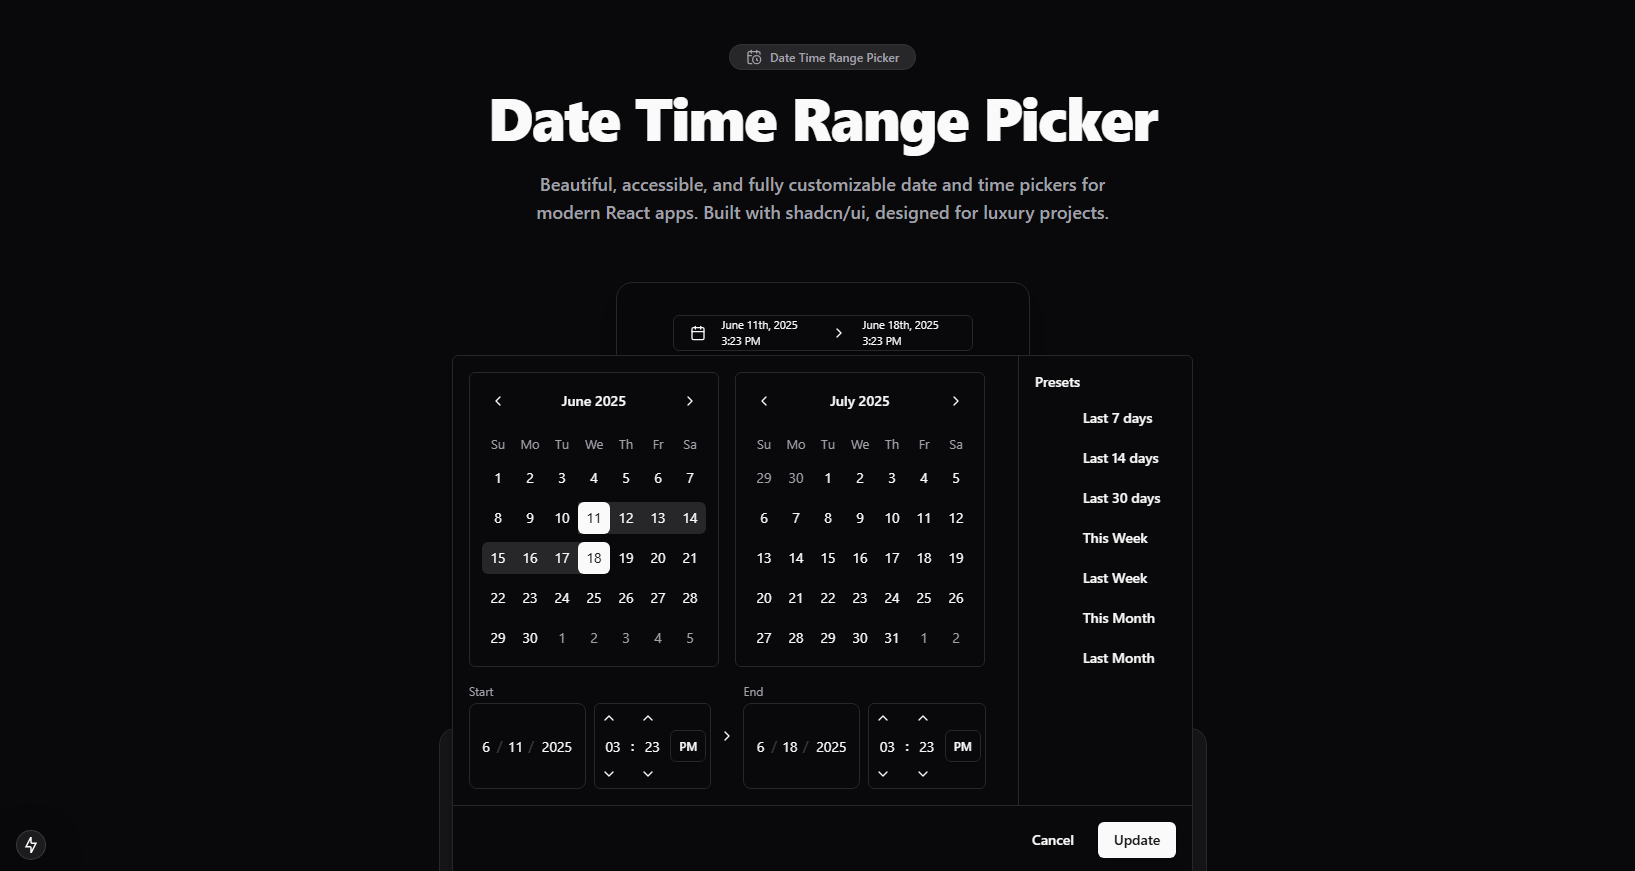 Date Time Range Picker
Date Time Range Picker
Beautiful, accessible, and fully customizable date and time pickers for
modern React apps. Built with shadcn/ui, designed for luxury projects.
June 11th, 2025
3:23 PM
June 18th, 2025
3:23 PM
June 2025
Su Mo Tu We Th Fr Sa
1 2 3 4 5 6 7
8 9 10 11 12 13 14
15 16 17 18 19 20 21
22 23 24 25 26 27 28
29 30 1 2 3 4 5
July 2025
Su Mo Tu We Th Fr Sa
29 30 1 2 3 4 5
6 7 8 9 10 11 12
13 14 15 16 17 18 19
20 21 22 23 24 25 26
27 28 29 30 31 1 2
Start
6 / 11 / 2025
03 : 23 PM
End
6 / 18 / 2025
03 : 23 PM
Presets
Last 7 days
Last 14 days
Last 30 days
This Week
Last Week
This Month
Last Month
Cancel
Update